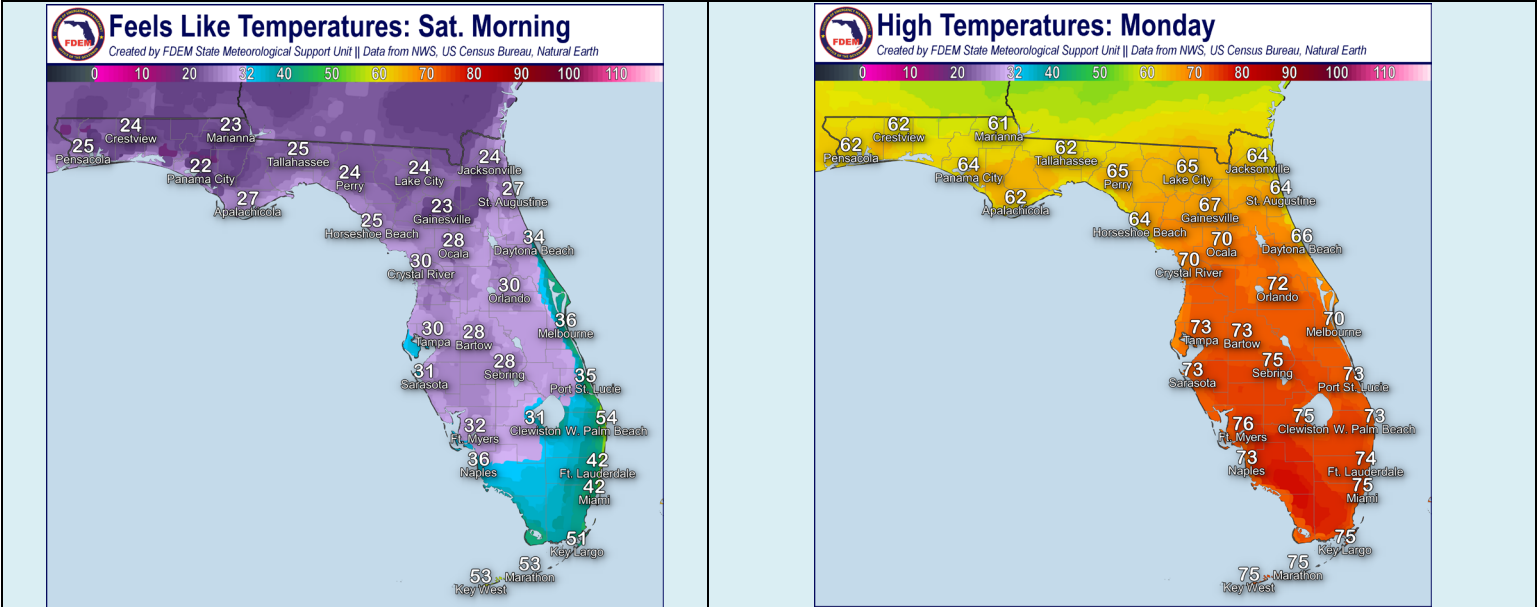 FDEM
Feels Like Temperatures: Sat. Morning
Created by FDEM State Meteorological Support Unit || Data from NWS, US Census Bureau, Natural Earth
0 10 20 32 40 50 60 70 80 90 100 110
24
Crestview
23
Marianna
25
Pensacola
25
Tallahassee
22
Panama City
24
Perry
24
Lake City
24
Jacksonville
27
Apalachicola
27
St. Augustine
23
Gainesville
25
Horseshoe Beach
28
Ocala
34
Daytona Beach
30
Crystal River
30
Orlando
36
Melbourne
30
Tampa
28
Bartow
28
Sebring
31
Sarasota
35
Port St. Lucie
31
Clewiston
54
W. Palm Beach
32
Ft. Myers
36
Naples
42
Ft. Lauderdale
42
Miami
51
Key Largo
53
Marathon
53
Key West
FDEM
High Temperatures: Monday
Created by FDEM State Meteorological Support Unit || Data from NWS, US Census Bureau, Natural Earth
0 10 20 32 40 50 60 70 80 90 100 110
62
Crestview
61
Marianna
62
Pensacola
62
Tallahassee
64
Panama City
65
Perry
65
Lake City
64
Jacksonville
62
Apalachicola
64
St. Augustine
67
Gainesville
64
Horseshoe Beach
70
Ocala
66
Daytona Beach
70
Crystal River
72
Orlando
70
Melbourne
73
Tampa
73
Bartow
75
Sebring
73
Sarasota
73
Port St. Lucie
75
Clewiston
73
W. Palm Beach
76
Ft. Myers
73
Naples
74
Ft. Lauderdale
75
Miami
75
Key Largo
75
Marathon
75
Key West